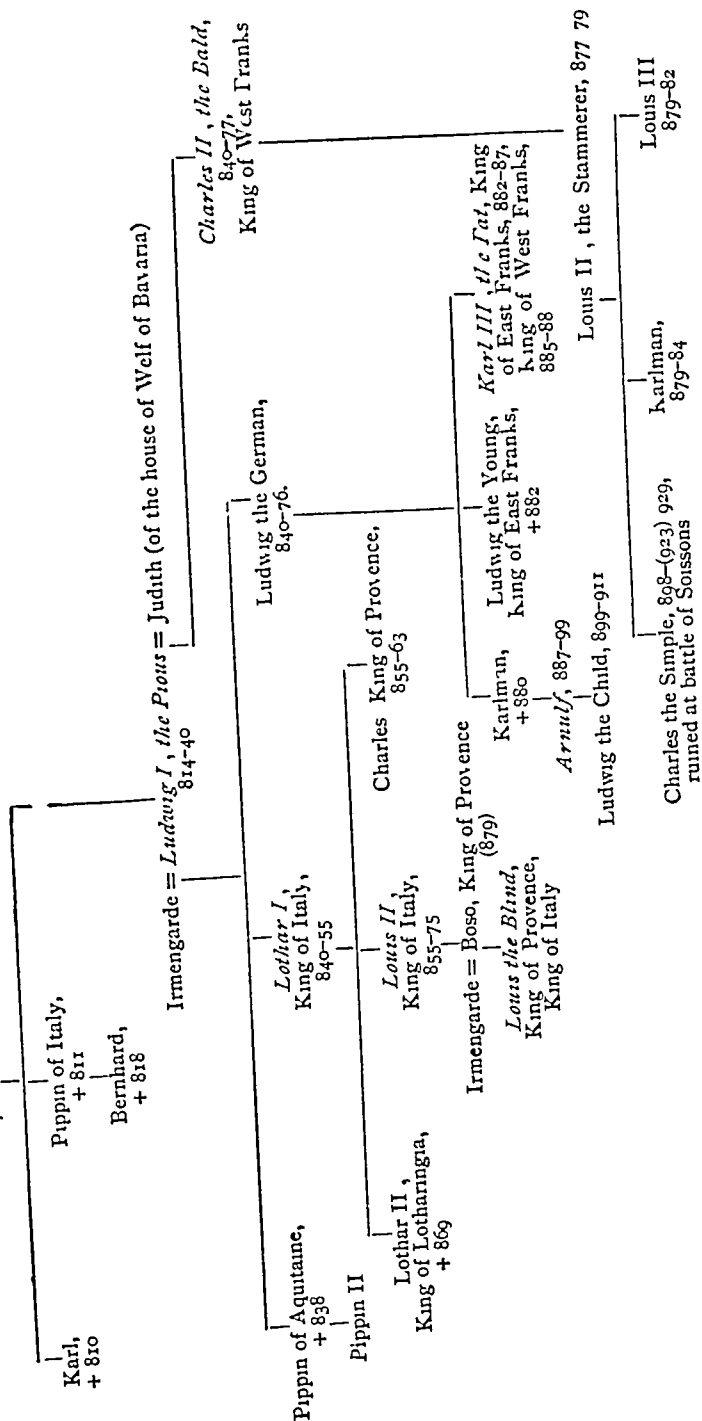 Karl,
+ 810
Pippin of Italy,
+ 811
Bernhard,
+ 818
Irmengarde = Ludwig I, the Pious = Judith (of the house of Welf of Bavaria)
814-40
Pippin of Aquitaine,
+ 838
Pippin II
Lothar I,
King of Italy,
840-55
Ludwig the German,
840-76.
Charles II, the Bald,
840-77,
King of West Franks
Lothar II,
King of Lotharingia,
+ 869
Louis II,
King of Italy,
855-75
Charles King of Provence,
855-63
Irmengarde = Boso, King of Provence
(879)
Louis the Blind,
King of Provence,
King of Italy
Karlman,
+880
Arnulf, 887-99
Ludwig the Child, 899-911
Ludwig the Young,
King of East Franks,
+882
Karl III, the Fat, King
of East Franks, 882-87,
King of West Franks,
885-88
Louis II, the Stammerer, 877 79
Charles the Simple, 898-(923) 929,
ruined at battle of Soissons
Karlman,
879-84
Louis III
879-82